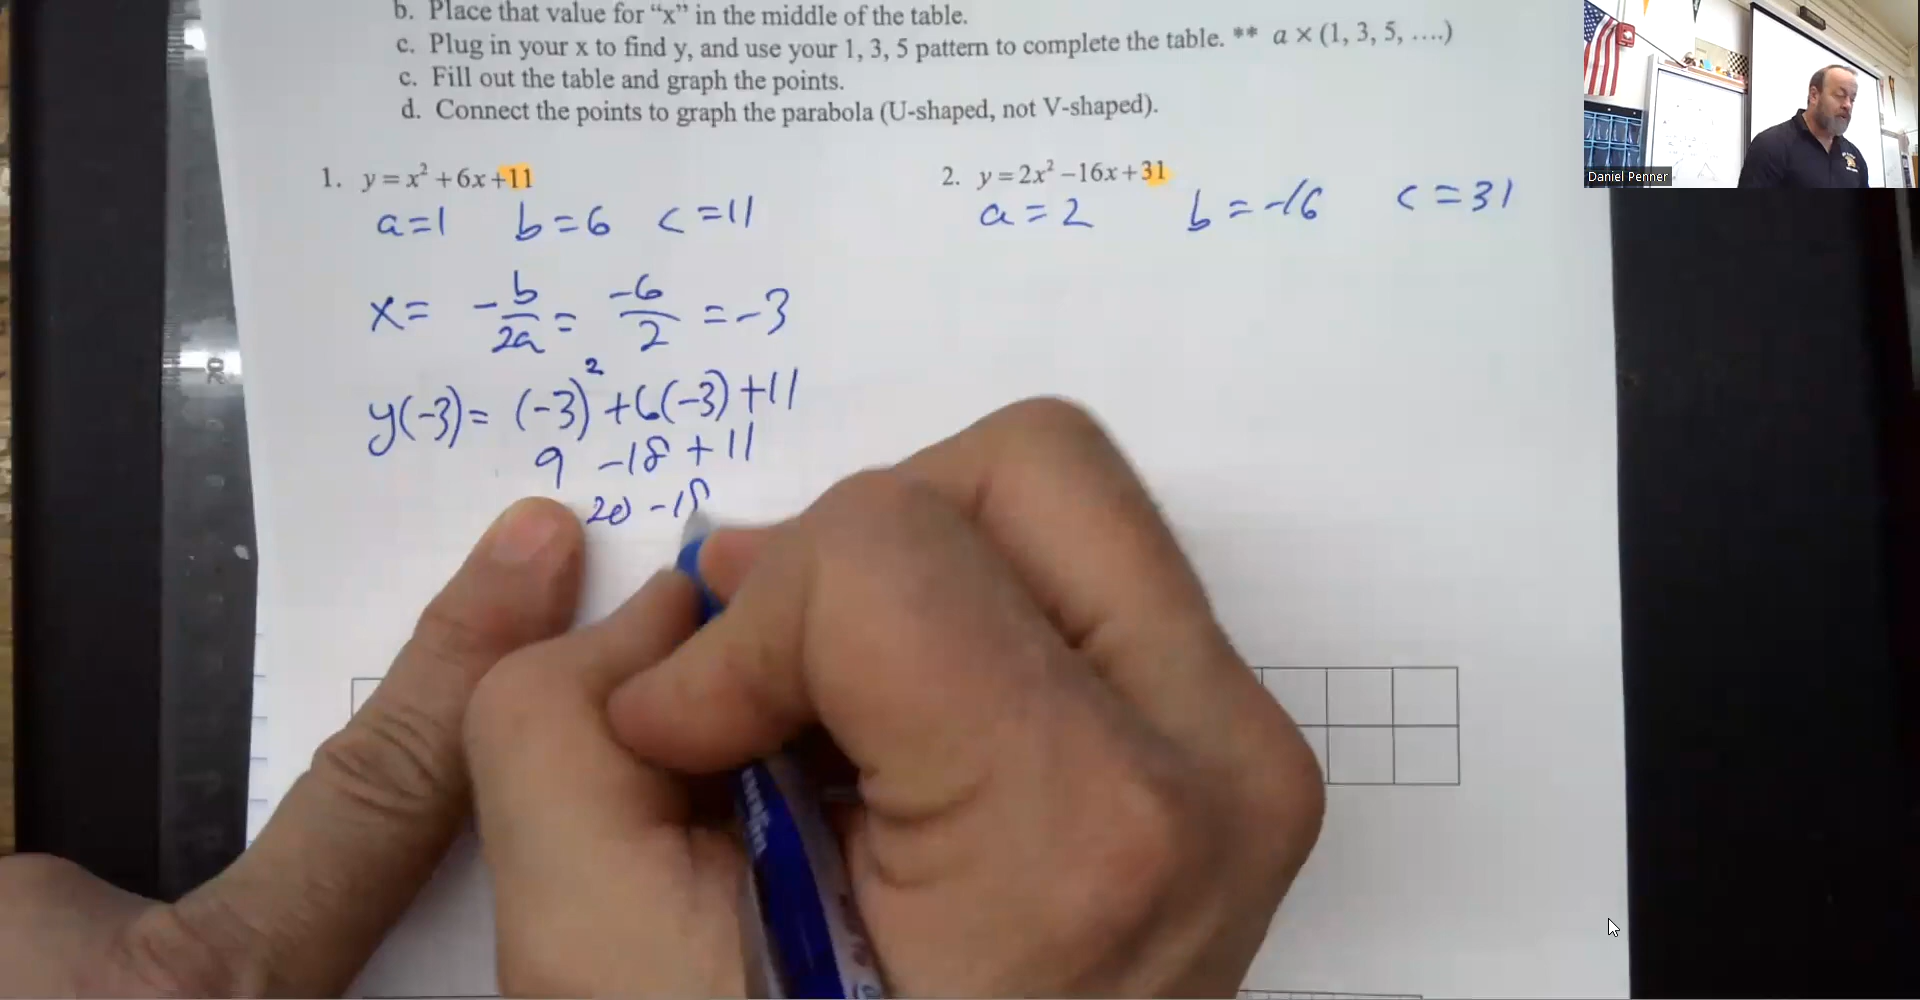 b. Place that value for “x” in the middle of the table.
c. Plug in your x to find y, and use your 1, 3, 5 pattern to complete the table. ** a × (1, 3, 5, ….)
c. Fill out the table and graph the points.
d. Connect the points to graph the parabola (U-shaped, not V-shaped).
1. y = x² + 6x + 11
a = 1 b = 6 c = 11
x = -b/2a = -6/2 = -3
y(-3) = (-3)² + 6(-3) + 11
9 - 18 + 11
20 - 18
2. y = 2x² − 16x + 31
a = 2 b = -16 c = 31
Daniel Penner